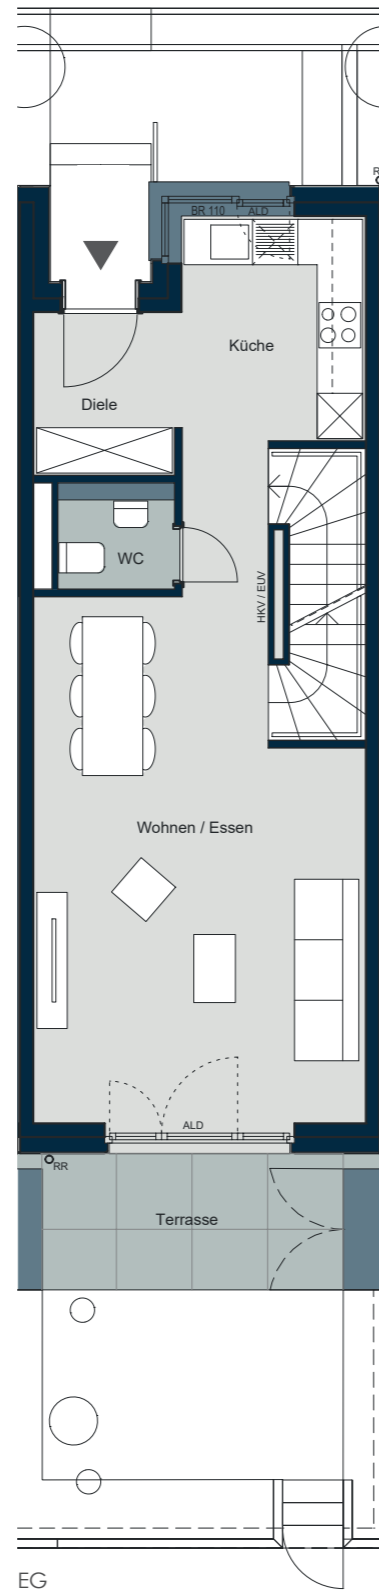 R
BR 110
ALD
Küche
Diele
WC
HKV / EUV
Wohnen / Essen
ALD
RR
Terrasse
EG